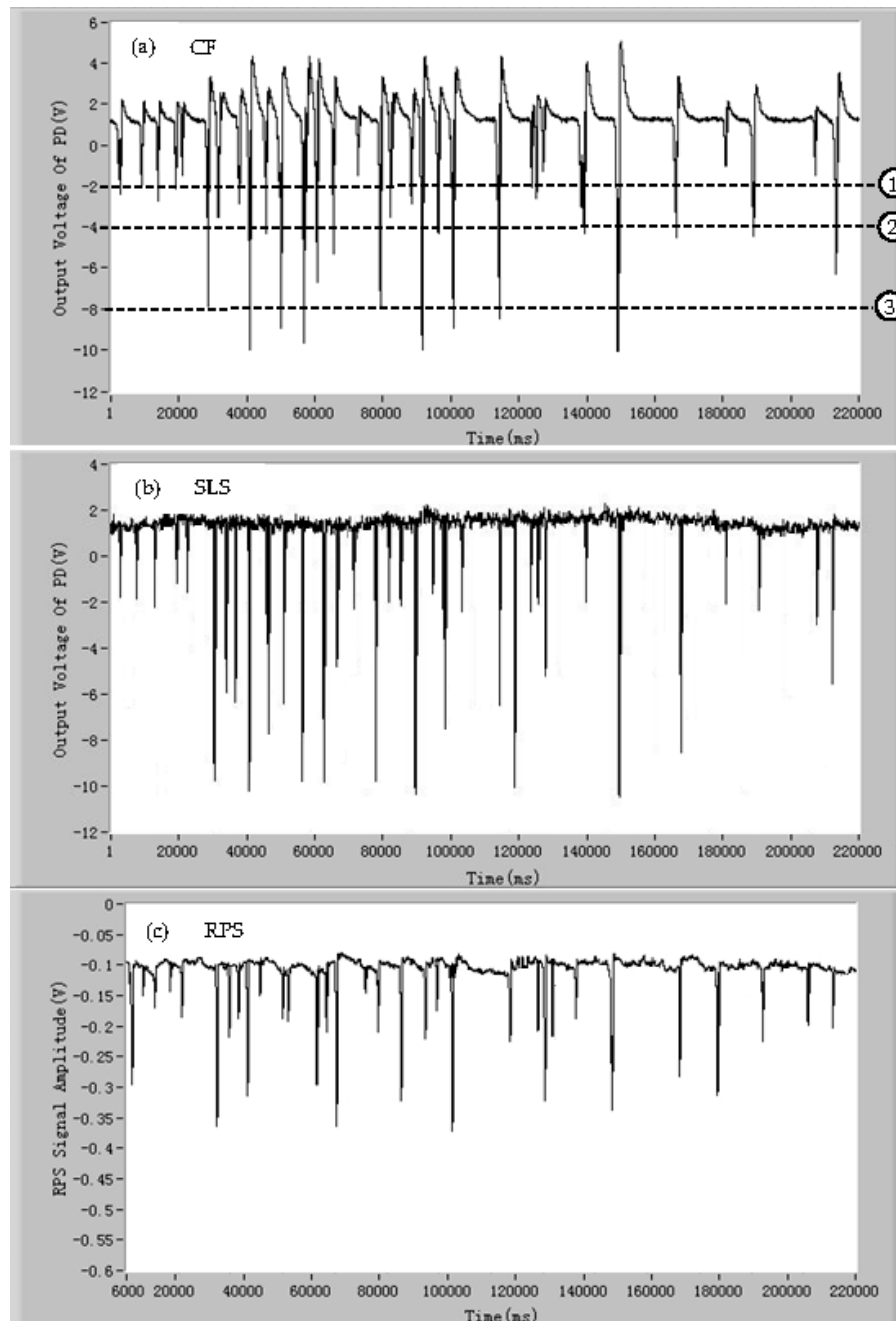 (a) CF
Output Voltage Of PD(V)
6
4
2
0
-2
-4
-6
-8
-10
-12
1
2
3
1 20000 40000 60000 80000 100000 120000 140000 160000 180000 200000 220000
Time(ms)
(b) SLS
Output Voltage Of PD(V)
4
2
0
-2
-4
-6
-8
-10
-12
1 20000 40000 60000 80000 100000 120000 140000 160000 180000 200000 220000
Time(ms)
(c) RPS
RPS Signal Amplitude(V)
0
-0.05
-0.1
-0.15
-0.2
-0.25
-0.3
-0.35
-0.4
-0.45
-0.5
-0.55
-0.6
6000 20000 40000 60000 80000 100000 120000 140000 160000 180000 200000 220000
Time(ms)